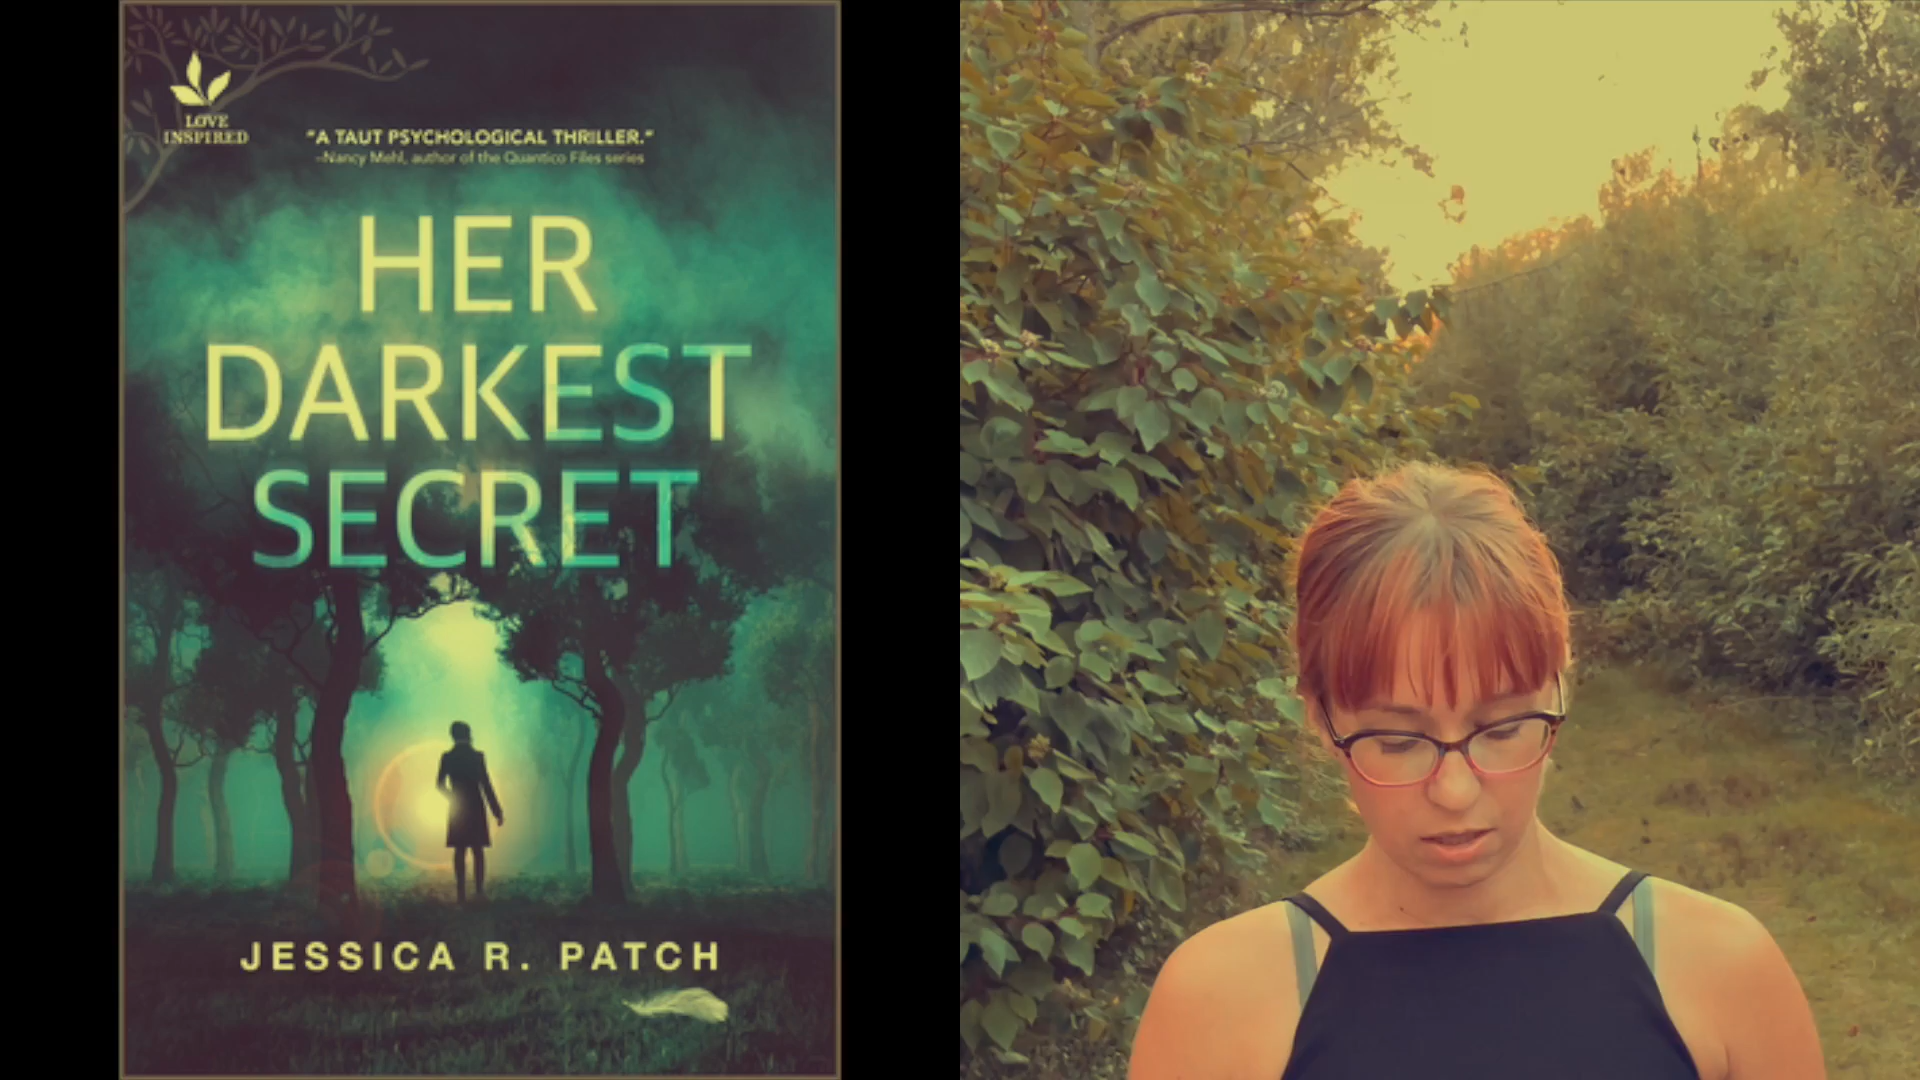 LOVE
INSPIRED
"A TAUT PSYCHOLOGICAL THRILLER."
–Nancy Mehl, author of the Quantico Files series
HER
DARKEST
SECRET
JESSICA R. PATCH